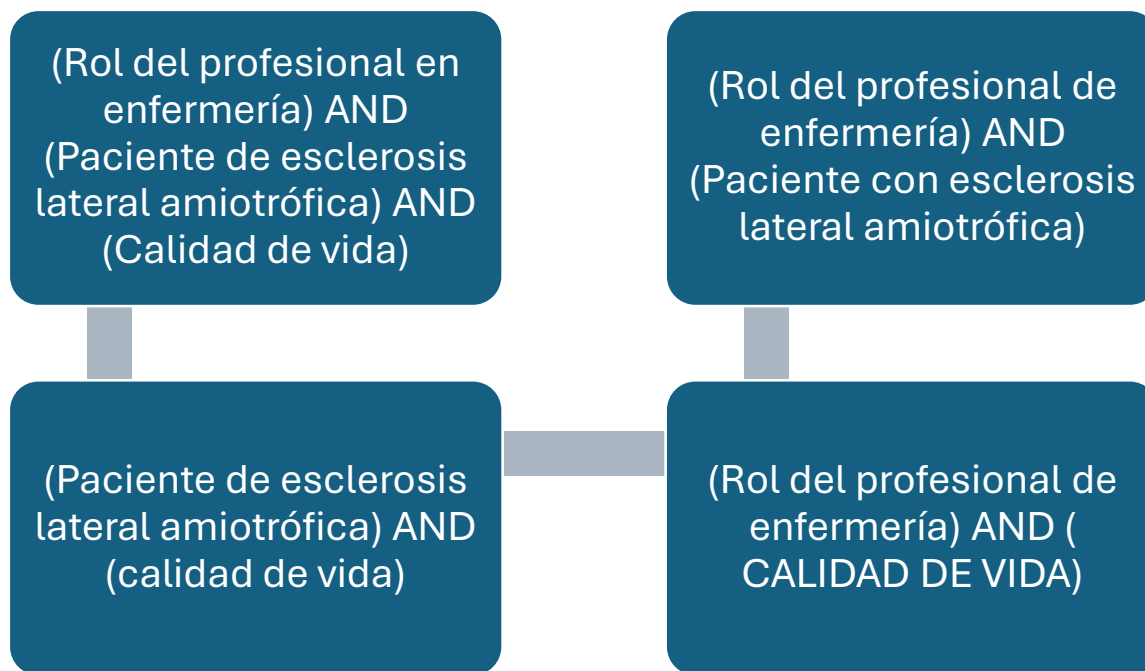 (Rol del profesional en
enfermería) AND
(Paciente de esclerosis
lateral amiotrófica) AND
(Calidad de vida)
(Paciente de esclerosis
lateral amiotrófica) AND
(calidad de vida)
(Rol del profesional de
enfermería) AND (
CALIDAD DE VIDA)
(Rol del profesional de
enfermería) AND
(Paciente con esclerosis
lateral amiotrófica)